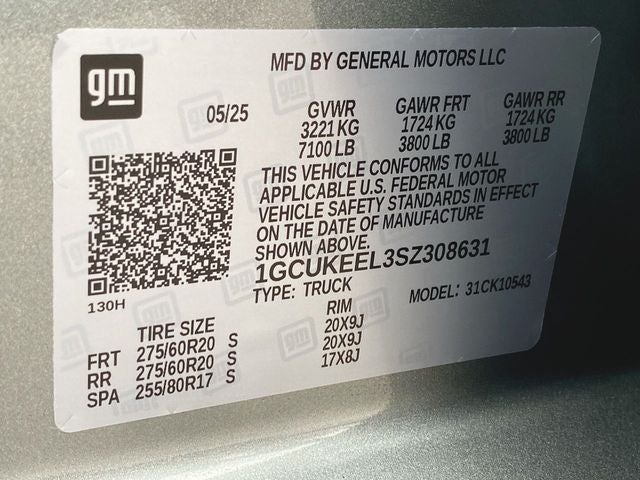 gm
MFD BY GENERAL MOTORS LLC
05/25
GVWR GAWR FRT GAWR RR
3221 KG 1724 KG 1724 KG
7100 LB 3800 LB 3800 LB
THIS VEHICLE CONFORMS TO ALL
APPLICABLE U.S. FEDERAL MOTOR
VEHICLE SAFETY STANDARDS IN EFFECT
ON THE DATE OF MANUFACTURE
SHOWN ABOVE.
1GCUKEEL3SZ308631
TYPE: TRUCK MODEL: 31CK10543
130H
TIRE SIZE RIM
FRT 275/60R20 S 20X9J
RR 275/60R20 S 20X9J
SPA 255/80R17 S 17X8J